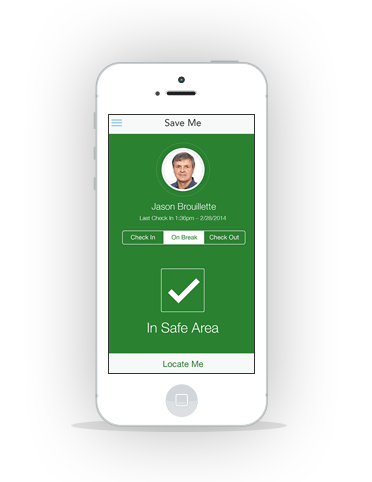 Save Me
Jason Brouillette
Last Check In 1:36pm – 2/26/2014
Check In On Break Check Out
In Safe Area
Locate Me